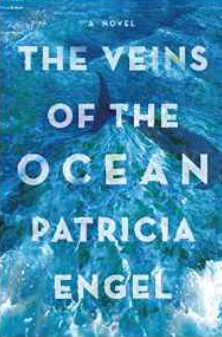 A NOVEL
THE VEINS
OF THE
OCEAN
PATRICIA
ENGEL